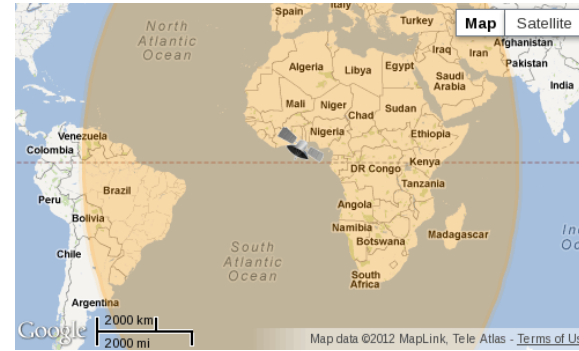 Spain
Italy
Turkey
Map
Satellite
North
Atlantic
Ocean
Iraq
Iran
Afghanistan
Pakistan
Algeria
Libya
Egypt
Saudi
Arabia
India
Mali
Niger
Chad
Sudan
Nigeria
Ethiopia
Venezuela
Colombia
Kenya
DR Congo
Tanzania
Brazil
Peru
Bolivia
Angola
Namibia
Botswana
Madagascar
South
Atlantic
Ocean
Chile
South
Africa
Argentina
2000 km
2000 mi
Google
Map data ©2012 MapLink, Tele Atlas - Terms of Us